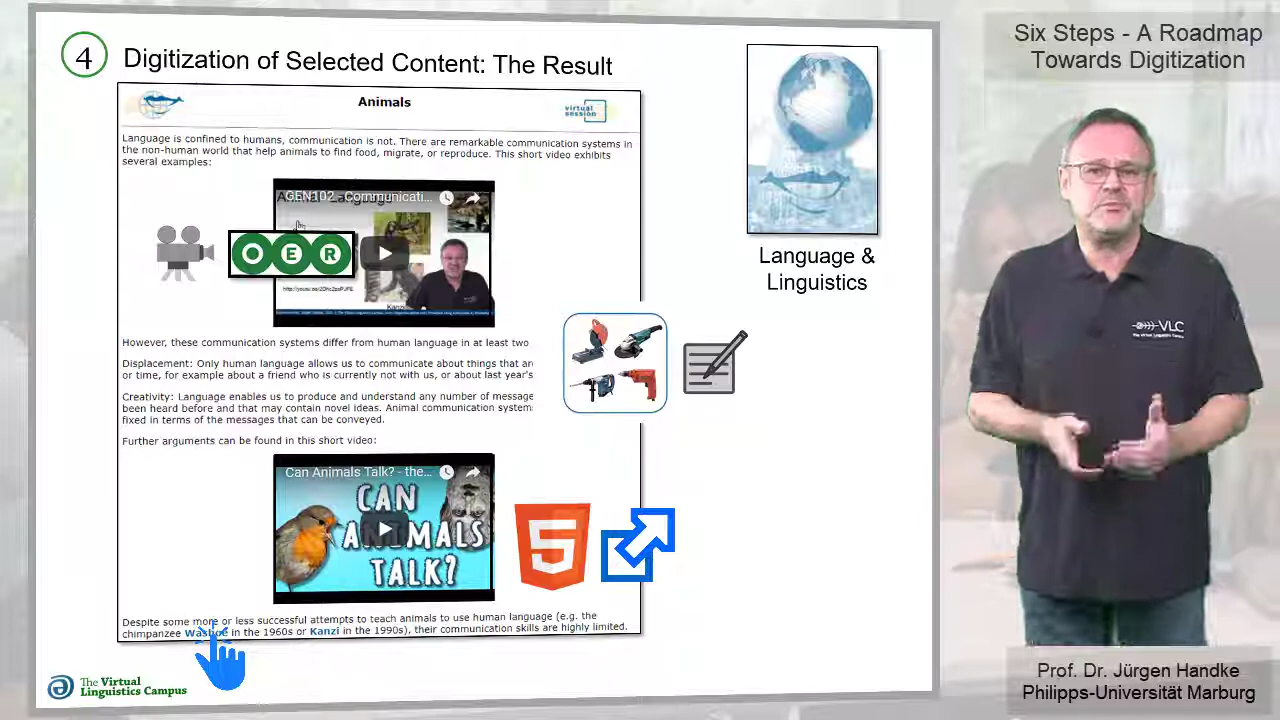 4
Digitization of Selected Content: The Result
Animals
virtual
session
Language is confined to humans, communication is not. There are remarkable communication systems in
the non-human world that help animals to find food, migrate, or reproduce. This short video exhibits
several examples:
GEN102 - Communicati...
OER
However, these communication systems differ from human language in at least two
Displacement: Only human language allows us to communicate about things that ar
or time, for example about a friend who is currently not with us, or about last year's
Creativity: Language enables us to produce and understand any number of message
been heard before and that may contain novel ideas. Animal communication system
fixed in terms of the messages that can be conveyed.
Further arguments can be found in this short video:
Can Animals Talk? - the...
CAN
ANIMALS
TALK?
5
Despite some more or less successful attempts to teach animals to use human language (e.g. the
chimpanzee Washoe in the 1960s or Kanzi in the 1990s), their communication skills are highly limited.
The Virtual
Linguistics Campus
Language &
Linguistics
Six Steps - A Roadmap
Towards Digitization
VLC
The Virtual Linguistics Campus
Prof. Dr. Jürgen Handke
Philipps-Universität Marburg